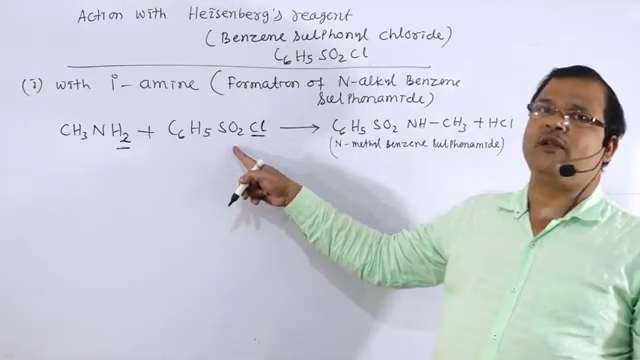 Action with Heisenberg's reagent
(Benzene Sulphonyl chloride)
C6H5SO2Cl
(i) with 1-amine (Formation of N-alkyl Benzene
Sulphonamide)
CH3NH2 + C6H5SO2Cl ⟶ C6H5SO2NH-CH3 + HCl
(N-methyl Benzene Sulphonamide)